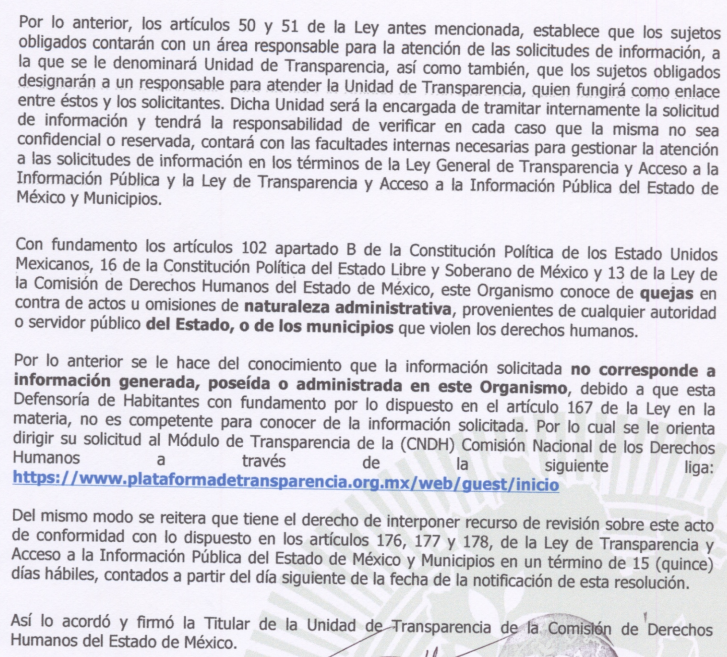 Por lo anterior, los artículos 50 y 51 de la Ley antes mencionada, establece que los sujetos
obligados contarán con un área responsable para la atención de las solicitudes de información, a
la que se le denominará Unidad de Transparencia, así como también, que los sujetos obligados
designarán a un responsable para atender la Unidad de Transparencia, quien fungirá como enlace
entre éstos y los solicitantes. Dicha Unidad será la encargada de tramitar internamente la solicitud
de información y tendrá la responsabilidad de verificar en cada caso que la misma no sea
confidencial o reservada, contará con las facultades internas necesarias para gestionar la atención
a las solicitudes de información en los términos de la Ley General de Transparencia y Acceso a la
Información Pública y la Ley de Transparencia y Acceso a la Información Pública del Estado de
México y Municipios.
Con fundamento los artículos 102 apartado B de la Constitución Política de los Estado Unidos
Mexicanos, 16 de la Constitución Política del Estado Libre y Soberano de México y 13 de la Ley de
la Comisión de Derechos Humanos del Estado de México, este Organismo conoce de quejas en
contra de actos u omisiones de naturaleza administrativa, provenientes de cualquier autoridad
o servidor público del Estado, o de los municipios que violen los derechos humanos.
Por lo anterior se le hace del conocimiento que la información solicitada no corresponde a
información generada, poseída o administrada en este Organismo, debido a que esta
Defensoría de Habitantes con fundamento por lo dispuesto en el artículo 167 de la Ley en la
materia, no es competente para conocer de la información solicitada. Por lo cual se le orienta
dirigir su solicitud al Módulo de Transparencia de la (CNDH) Comisión Nacional de los Derechos
Humanos a través de la siguiente liga:
https://www.plataformadetransparencia.org.mx/web/guest/inicio
Del mismo modo se reitera que tiene el derecho de interponer recurso de revisión sobre este acto
de conformidad con lo dispuesto en los artículos 176, 177 y 178, de la Ley de Transparencia y
Acceso a la Información Pública del Estado de México y Municipios en un término de 15 (quince)
días hábiles, contados a partir del día siguiente de la fecha de la notificación de esta resolución.
Así lo acordó y firmó la Titular de la Unidad de Transparencia de la Comisión de Derechos
Humanos del Estado de México.